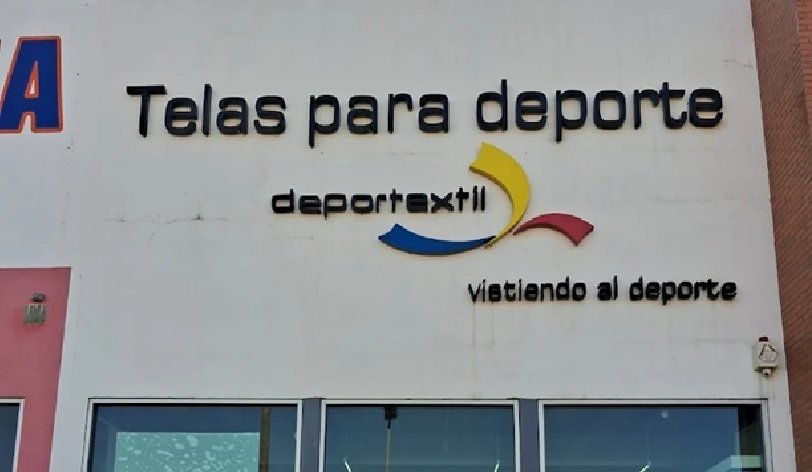 Telas para deporte
deportextil
vistiendo al deporte